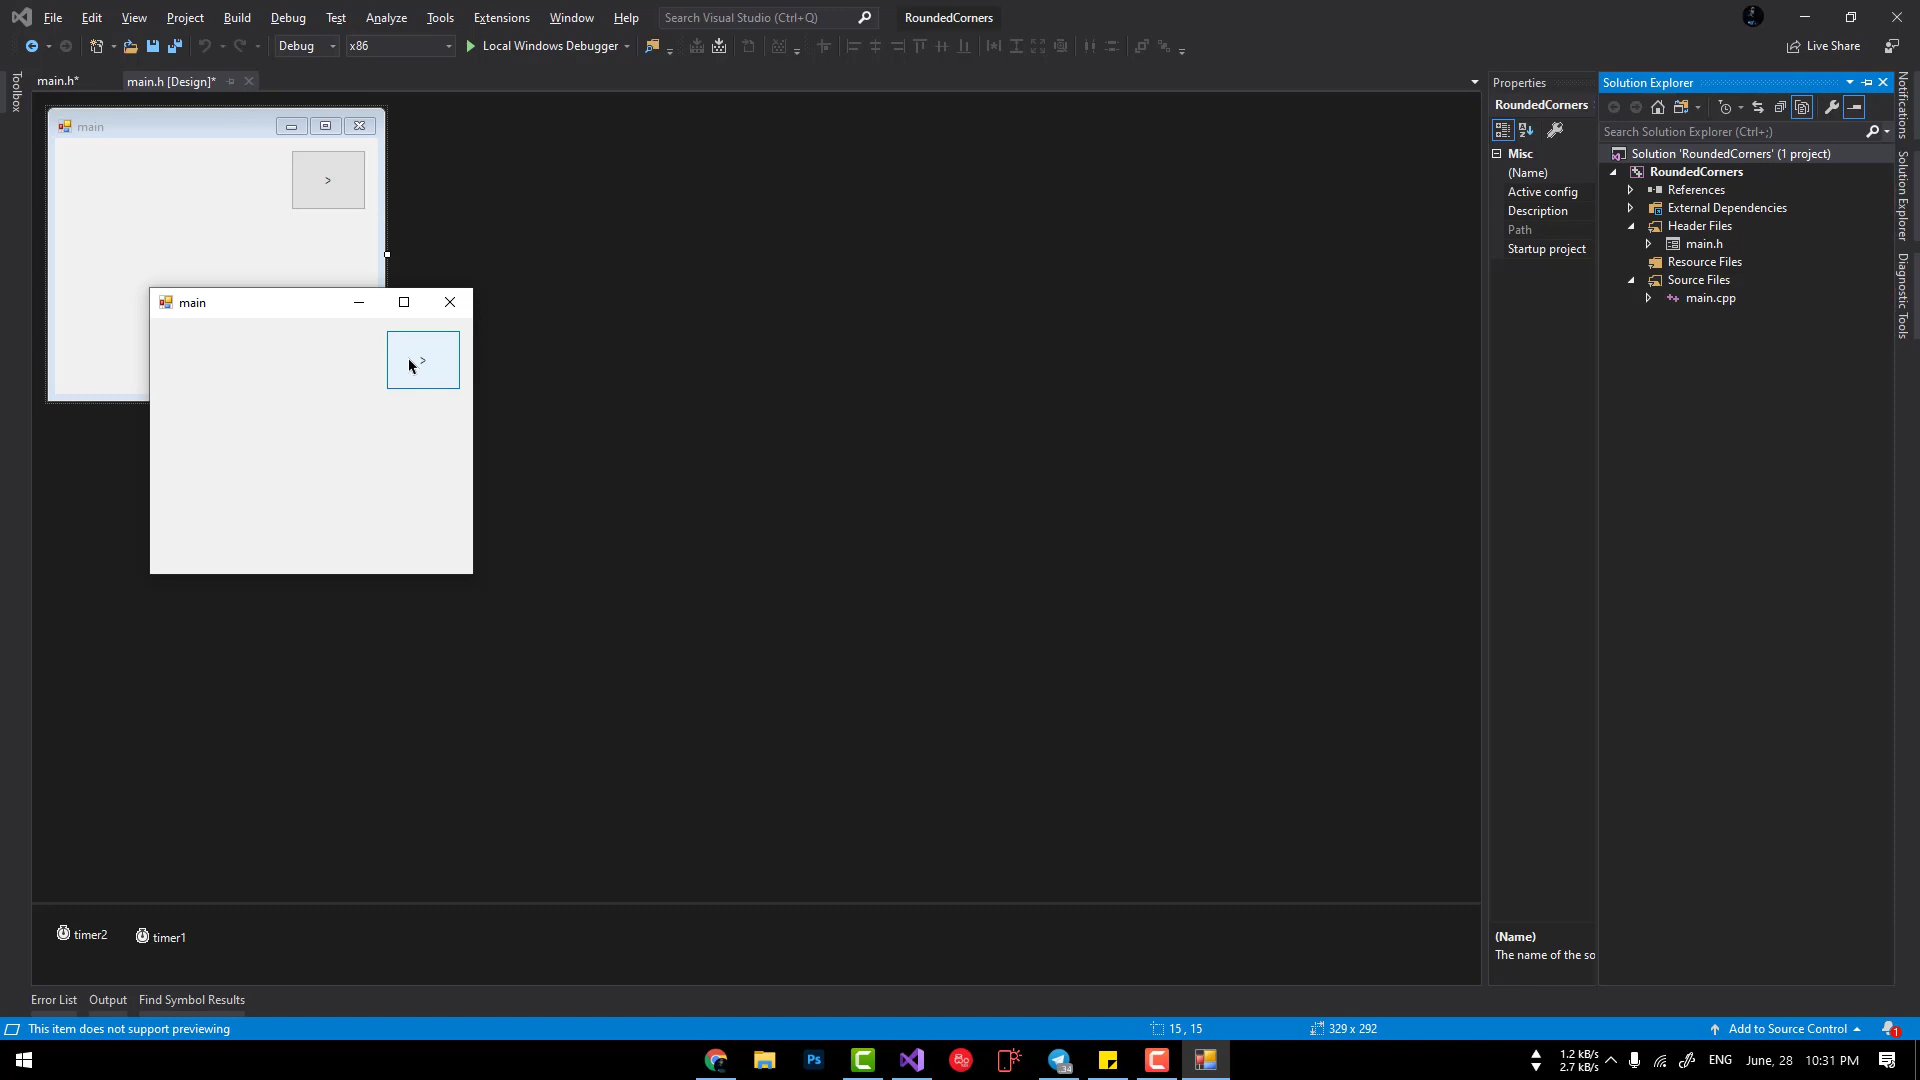 File Edit View Project Build Debug Test Analyze Tools Extensions Window Help Search Visual Studio (Ctrl+Q) RoundedCorners
Debug x86 Local Windows Debugger Live Share
Toolbox
main.h* main.h [Design]*
main
>
main
>
timer2 timer1
Properties
RoundedCorners
Misc
(Name)
Active config
Description
Path
Startup project
(Name)
The name of the so
Solution Explorer
Search Solution Explorer (Ctrl+;)
Solution 'RoundedCorners' (1 project)
RoundedCorners
References
External Dependencies
Header Files
main.h
Resource Files
Source Files
main.cpp
Notifications
Solution Explorer
Diagnostic Tools
Error List Output Find Symbol Results
This item does not support previewing 15 , 15 329 x 292 Add to Source Control 1
Ps 34 1.2 kB/s
2.7 kB/s ENG June, 28 10:31 PM